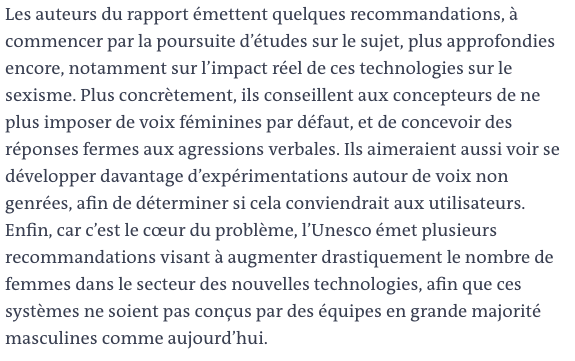 Les auteurs du rapport émettent quelques recommandations, à
commencer par la poursuite d’études sur le sujet, plus approfondies
encore, notamment sur l’impact réel de ces technologies sur le
sexisme. Plus concrètement, ils conseillent aux concepteurs de ne
plus imposer de voix féminines par défaut, et de concevoir des
réponses fermes aux agressions verbales. Ils aimeraient aussi voir se
développer davantage d’expérimentations autour de voix non
genrées, afin de déterminer si cela conviendrait aux utilisateurs.
Enfin, car c’est le cœur du problème, l’Unesco émet plusieurs
recommandations visant à augmenter drastiquement le nombre de
femmes dans le secteur des nouvelles technologies, afin que ces
systèmes ne soient pas conçus par des équipes en grande majorité
masculines comme aujourd’hui.